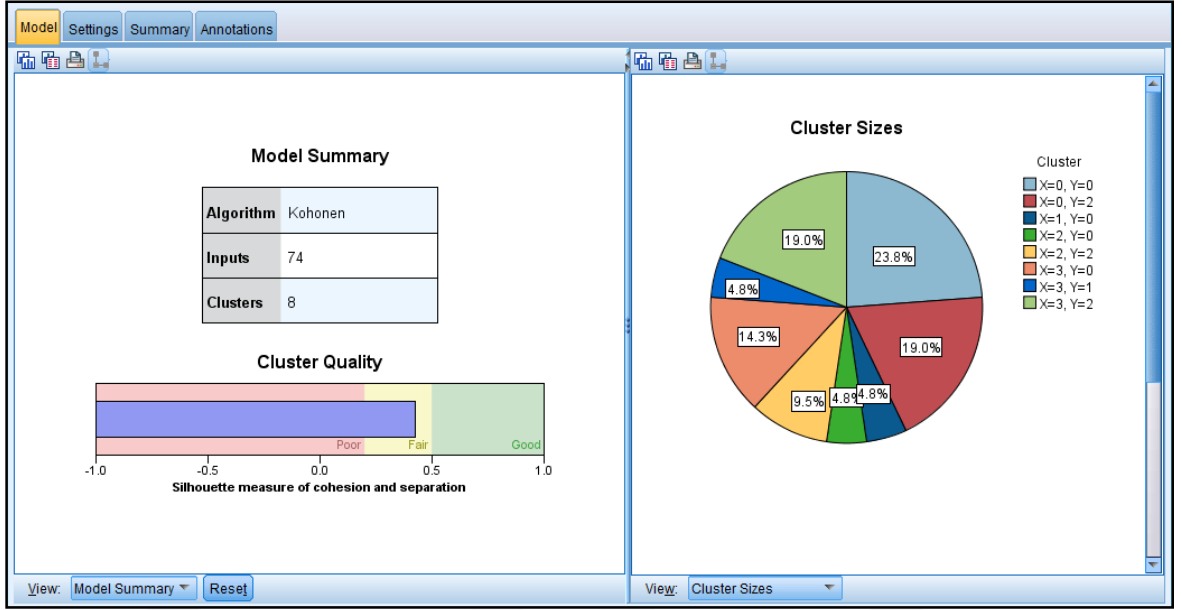 Model Settings Summary Annotations
Model Summary
Algorithm Kohonen
Inputs 74
Clusters 8
Cluster Quality
Poor Fair Good
-1.0 -0.5 0.0 0.5 1.0
Silhouette measure of cohesion and separation
View: Model Summary Reset
Cluster Sizes
Cluster
X=0, Y=0
X=0, Y=2
X=1, Y=0
X=2, Y=0
X=2, Y=2
X=3, Y=0
X=3, Y=1
X=3, Y=2
19.0%
23.8%
4.8%
14.3%
19.0%
9.5% 4.8% 4.8%
View: Cluster Sizes